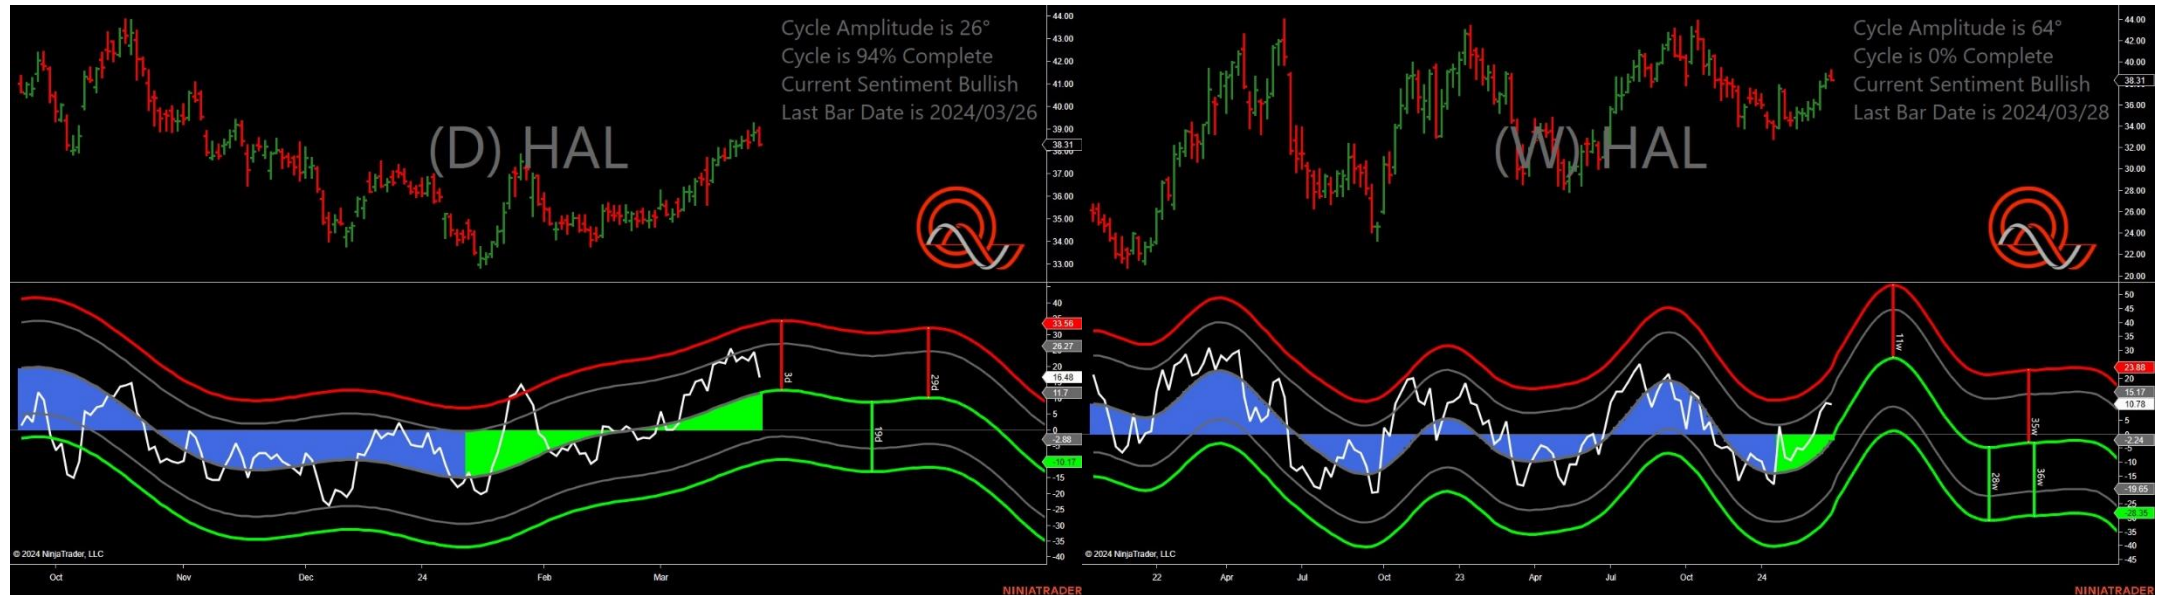 Cycle Amplitude is 26°
Cycle is 94% Complete
Current Sentiment Bullish
Last Bar Date is 2024/03/26
(D) HAL
44.00
43.00
42.00
41.00
40.00
39.00
38.31
38.00
37.00
36.00
35.00
34.00
33.00
40
33.56
30
26.27
16.48
11.7
5
0
-2.88
-10.17
-15
-20
-25
-30
-35
-40
3d
19d
29d
© 2024 NinjaTrader, LLC
Oct Nov Dec 24 Feb Mar
NINJATRADER
Cycle Amplitude is 64°
Cycle is 0% Complete
Current Sentiment Bullish
Last Bar Date is 2024/03/28
(W) HAL
44.00
42.00
40.00
38.31
36.00
34.00
32.00
30.00
28.00
26.00
24.00
22.00
20.00
50
45
40
35
30
23.88
20
15.17
10.78
5
-2.24
-10
-15
-19.65
-25
-28.35
-35
-40
-45
11w
28w
35w
36w
© 2024 NinjaTrader, LLC
22 Apr Jul Oct 23 Apr Jul Oct 24
NINJATRADER